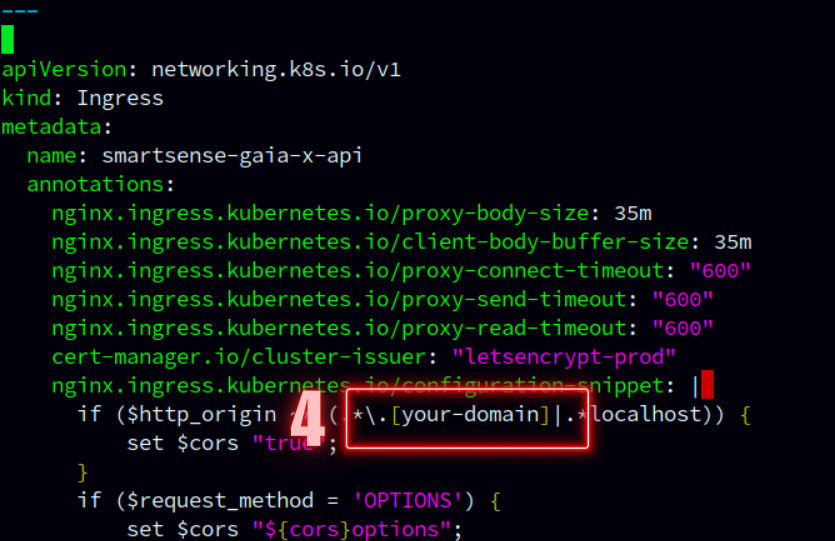 ---
apiVersion: networking.k8s.io/v1
kind: Ingress
metadata:
  name: smartsense-gaia-x-api
  annotations:
    nginx.ingress.kubernetes.io/proxy-body-size: 35m
    nginx.ingress.kubernetes.io/client-body-buffer-size: 35m
    nginx.ingress.kubernetes.io/proxy-connect-timeout: "600"
    nginx.ingress.kubernetes.io/proxy-send-timeout: "600"
    nginx.ingress.kubernetes.io/proxy-read-timeout: "600"
    cert-manager.io/cluster-issuer: "letsencrypt-prod"
    nginx.ingress.kubernetes.io/configuration-snippet: |
4
      if ($http_origin (.*\.[your-domain]|.*localhost)) {
          set $cors "true";
      }
      if ($request_method = 'OPTIONS') {
          set $cors "${cors}options";